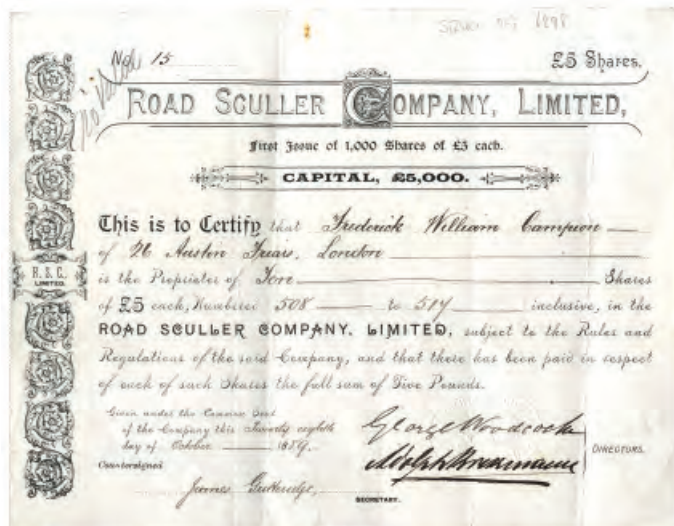 1898
No. 15
£5 Shares.
No value
ROAD SCULLER COMPANY, LIMITED,
First Issue of 1,000 Shares of £5 each.
CAPITAL, £5,000.
This is to Certify that Frederick William Campion
of 26 Austin Friars, London
is the Proprietor of Ten Shares
of £5 each, Numbered 508 to 517 inclusive, in the
R. S. C., LIMITED.
ROAD SCULLER COMPANY, LIMITED, subject to the Rules and
Regulations of the said Company, and that there has been paid in respect
of each of such Shares the full sum of Five Pounds.
Given under the Common Seal
of the Company this Twenty eighth
day of October 1889.
George Woodcock
DIRECTORS.
Countersigned
James Gutheridge,
SECRETARY.